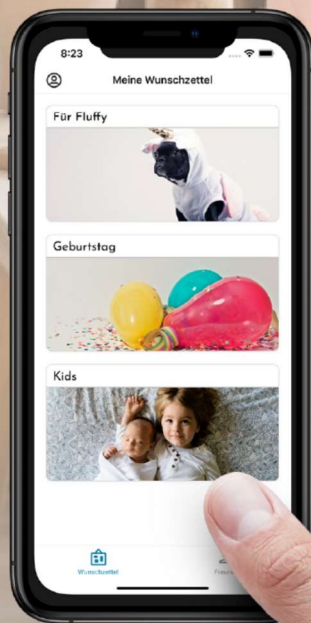 8:23
Meine Wunschzettel
Für Fluffy
Geburtstag
Kids
Wunschzettel